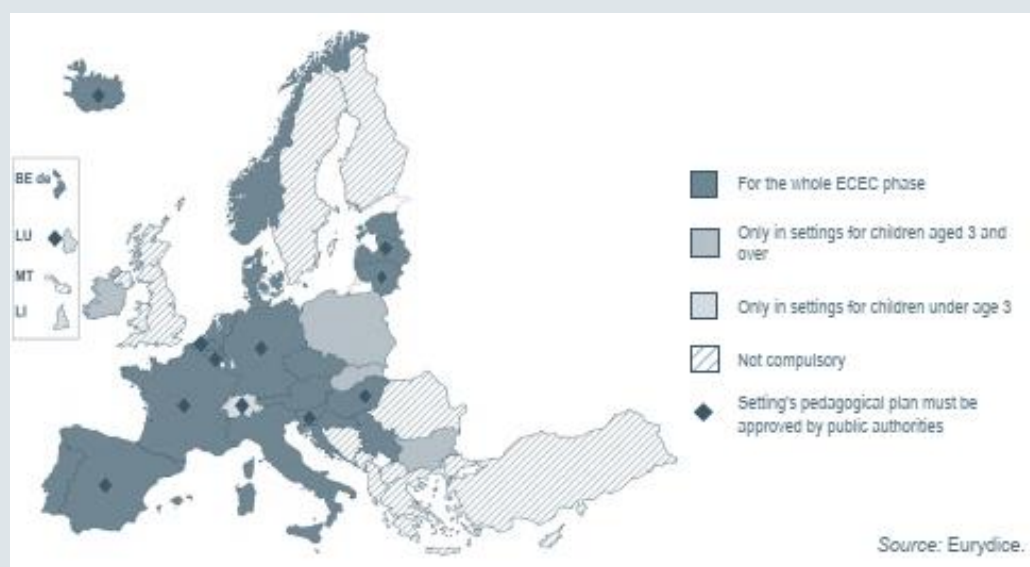 BE de
LU
MT
LI
For the whole ECEC phase
Only in settings for children aged 3 and
over
Only in settings for children under age 3
Not compulsory
Setting's pedagogical plan must be
approved by public authorities
Source: Eurydice.